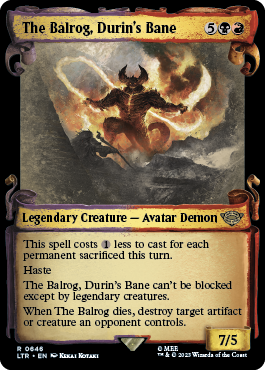 The Balrog, Durin's Bane 5
Legendary Creature — Avatar Demon
This spell costs 1 less to cast for each
permanent sacrificed this turn.
Haste
The Balrog, Durin's Bane can't be blocked
except by legendary creatures.
When The Balrog dies, destroy target artifact
or creature an opponent controls.
7/5
R 0646
LTR • EN KEKAI KOTAKI
© MEE
™ & © 2023 Wizards of the Coast